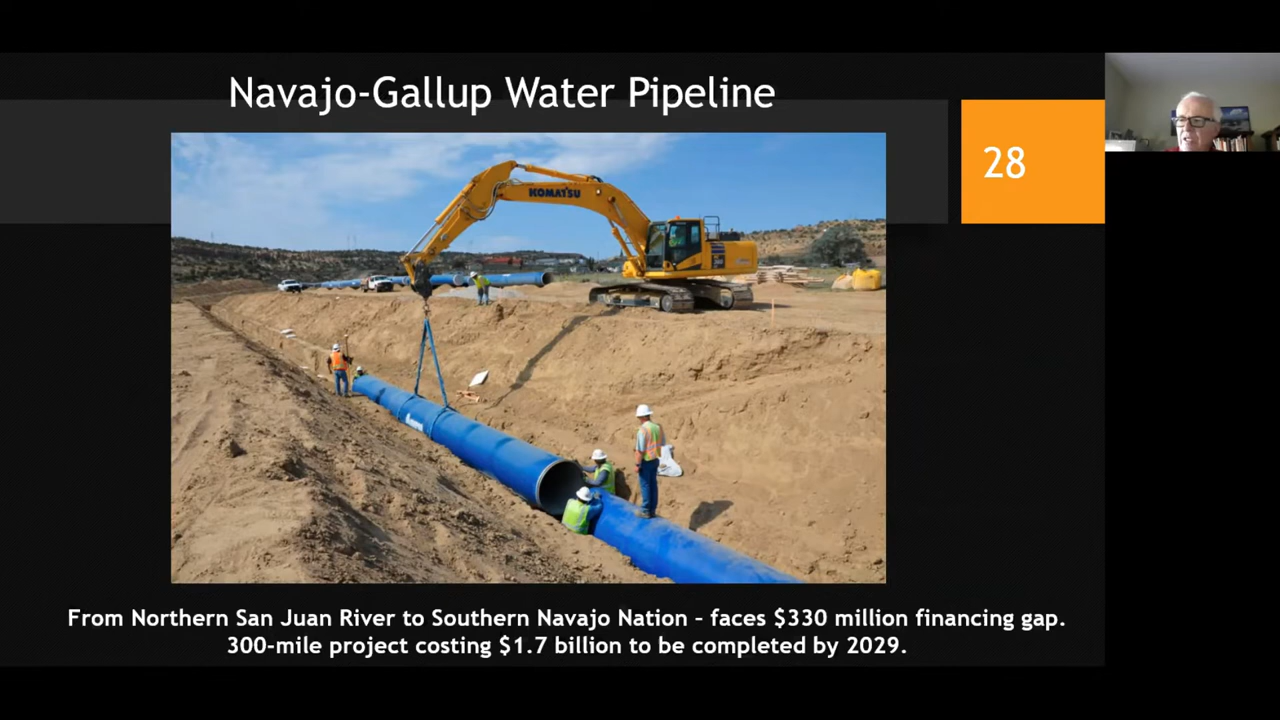 Navajo-Gallup Water Pipeline
28
KOMATSU
From Northern San Juan River to Southern Navajo Nation – faces $330 million financing gap.
300-mile project costing $1.7 billion to be completed by 2029.